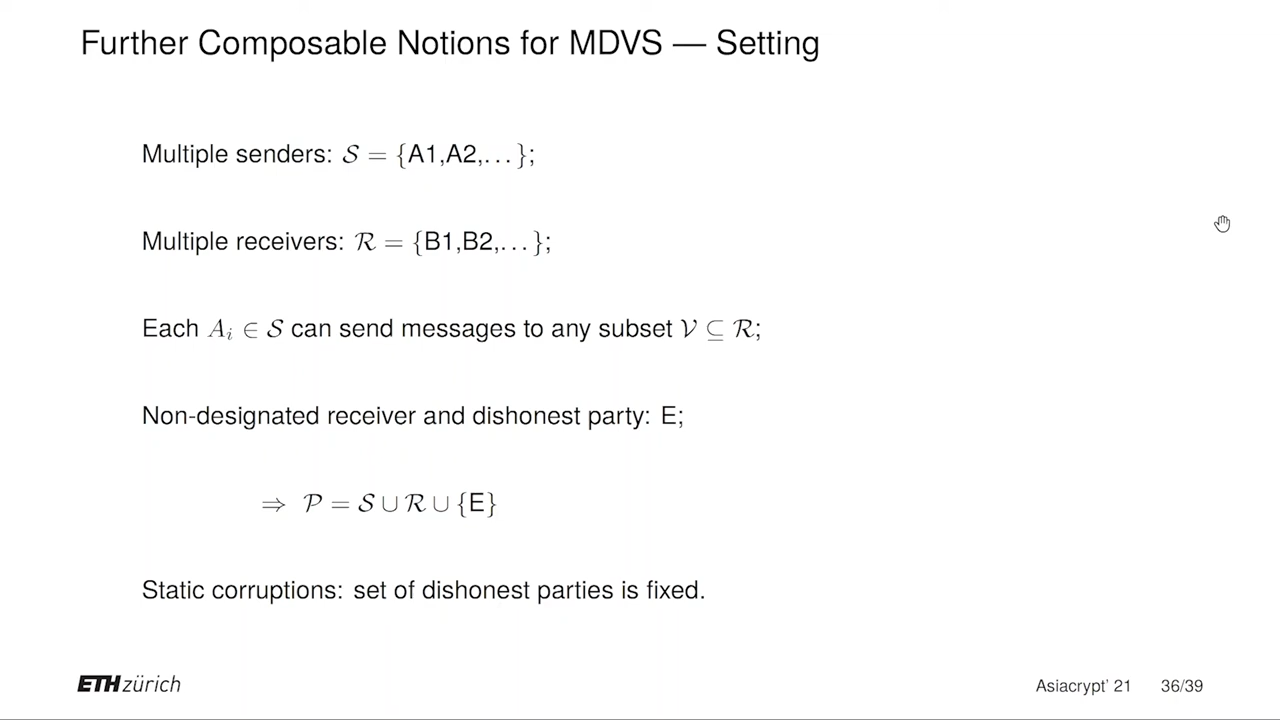 Further Composable Notions for MDVS — Setting
Multiple senders: 𝒮 = {A1,A2,...};
Multiple receivers: ℛ = {B1,B2,...};
Each Aᵢ ∈ 𝒮 can send messages to any subset 𝒱 ⊆ ℛ;
Non-designated receiver and dishonest party: E;
⇒ 𝒫 = 𝒮 ∪ ℛ ∪ {E}
Static corruptions: set of dishonest parties is fixed.
ETH zürich
Asiacrypt' 21 36/39